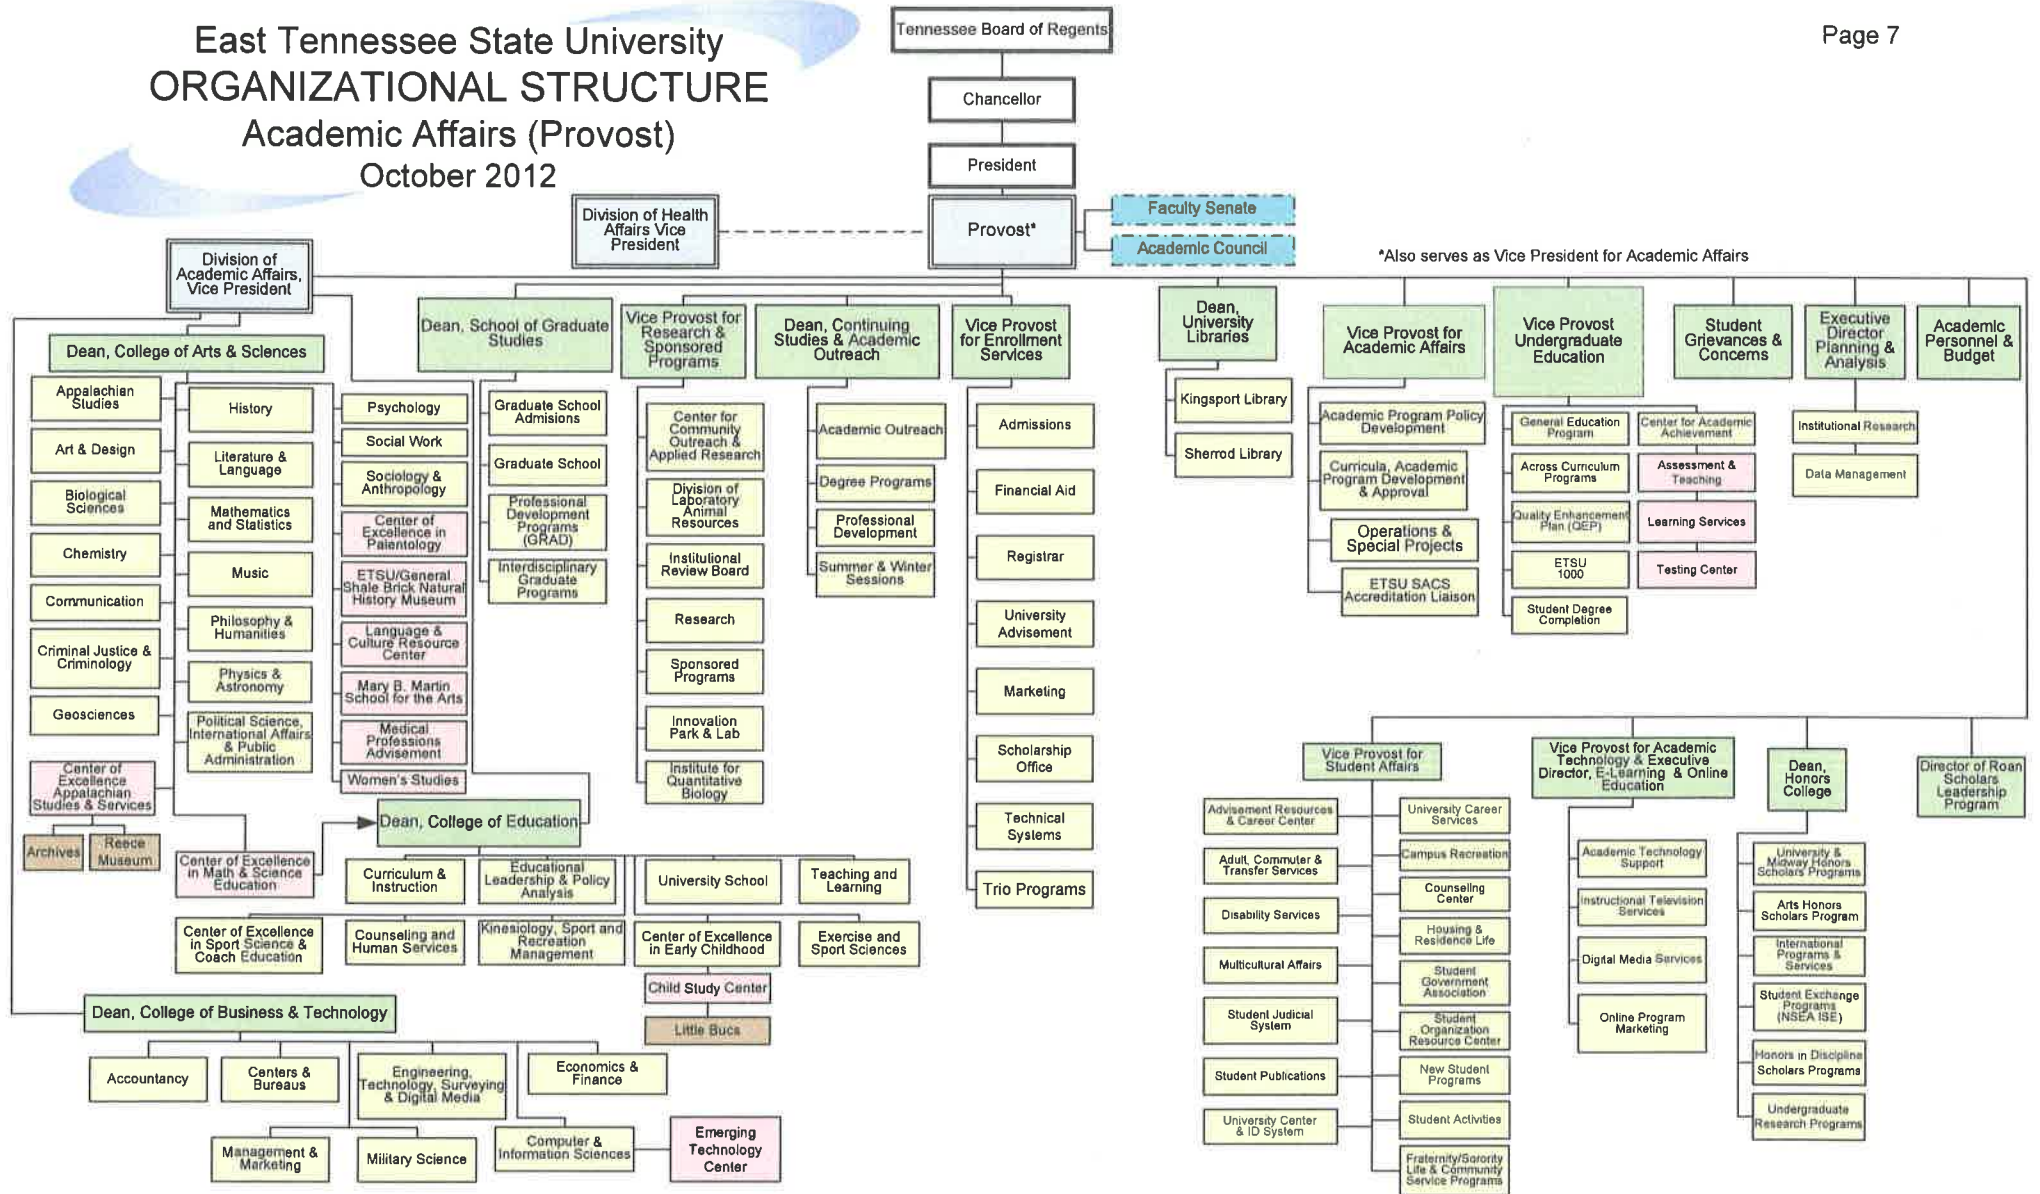 East Tennessee State University
ORGANIZATIONAL STRUCTURE
Academic Affairs (Provost)
October 2012
Page 7
Tennessee Board of Regents
Chancellor
President
Provost*
Division of Health
Affairs Vice
President
Faculty Senate
Academic Council
*Also serves as Vice President for Academic Affairs
Division of
Academic Affairs,
Vice President
Dean, College of Arts & Sciences
Appalachian
Studies
Art & Design
Biological
Sciences
Chemistry
Communication
Criminal Justice &
Criminology
Geosciences
Center of
Excellence
Appalachian
Studies & Services
Archives
Reece
Museum
History
Literature &
Language
Mathematics
and Statistics
Music
Philosophy &
Humanities
Physics &
Astronomy
Political Science,
International Affairs
& Public
Administration
Center of Excellence
in Math & Science
Education
Psychology
Social Work
Sociology &
Anthropology
Center of
Excellence in
Paientology
ETSU/General
Shale Brick Natural
History Museum
Language &
Culture Resource
Center
Mary B. Martin
School for the Arts
Medical
Professions
Advisement
Women's Studies
Dean, School of Graduate
Studies
Graduate School
Admissions
Graduate School
Professional
Development
Programs
(GRAD)
Interdisciplinary
Graduate
Programs
Vice Provost for
Research &
Sponsored
Programs
Center for
Community
Outreach &
Applied Research
Division of
Laboratory
Animal
Resources
Institutional
Review Board
Research
Sponsored
Programs
Innovation
Park & Lab
Institute for
Quantitative
Biology
Dean, Continuing
Studies & Academic
Outreach
Academic Outreach
Degree Programs
Professional
Development
Summer & Winter
Sessions
Vice Provost
for Enrollment
Services
Admissions
Financial Aid
Registrar
University
Advisement
Marketing
Scholarship
Office
Technical
Systems
Trio Programs
Dean,
University
Libraries
Kingsport Library
Sherrod Library
Vice Provost for
Academic Affairs
Academic Program Policy
Development
Curricula, Academic
Program Development
& Approval
Operations &
Special Projects
ETSU SACS
Accreditation Liaison
Vice Provost
Undergraduate
Education
General Education
Program
Across Curriculum
Programs
Quality Enhancement
Plan (QEP)
ETSU
1000
Student Degree
Completion
Center for Academic
Achievement
Assessment &
Teaching
Learning Services
Testing Center
Student
Grievances &
Concerns
Executive
Director
Planning &
Analysis
Institutional Research
Data Management
Academic
Personnel &
Budget
Dean, College of Education
Curriculum &
Instruction
Educational
Leadership & Policy
Analysis
University School
Teaching and
Learning
Center of Excellence
in Sport Science &
Coach Education
Counseling and
Human Services
Kinesiology, Sport and
Recreation
Management
Center of Excellence
in Early Childhood
Exercise and
Sport Sciences
Child Study Center
Little Bucs
Dean, College of Business & Technology
Accountancy
Centers &
Bureaus
Engineering,
Technology, Surveying
& Digital Media
Economics &
Finance
Management &
Marketing
Military Science
Computer &
Information Sciences
Emerging
Technology
Center
Vice Provost for
Student Affairs
Advisement Resources
& Career Center
Adult, Commuter &
Transfer Services
Disability Services
Multicultural Affairs
Student Judicial
System
Student Publications
University Center
& ID System
University Career
Services
Campus Recreation
Counseling
Center
Housing &
Residence Life
Student
Government
Association
Student
Organization
Resource Center
New Student
Programs
Student Activities
Fraternity/Sorority
Life & Community
Service Programs
Vice Provost for Academic
Technology & Executive
Director, E-Learning & Online
Education
Academic Technology
Support
Instructional Television
Services
Digital Media Services
Online Program
Marketing
Dean,
Honors
College
University &
Midway Honors
Scholars Programs
Arts Honors
Scholars Program
International
Programs &
Services
Student Exchange
Programs
(NSEA ISE)
Honors in Discipline
Scholars Programs
Undergraduate
Research Programs
Director of Roan
Scholars
Leadership
Program